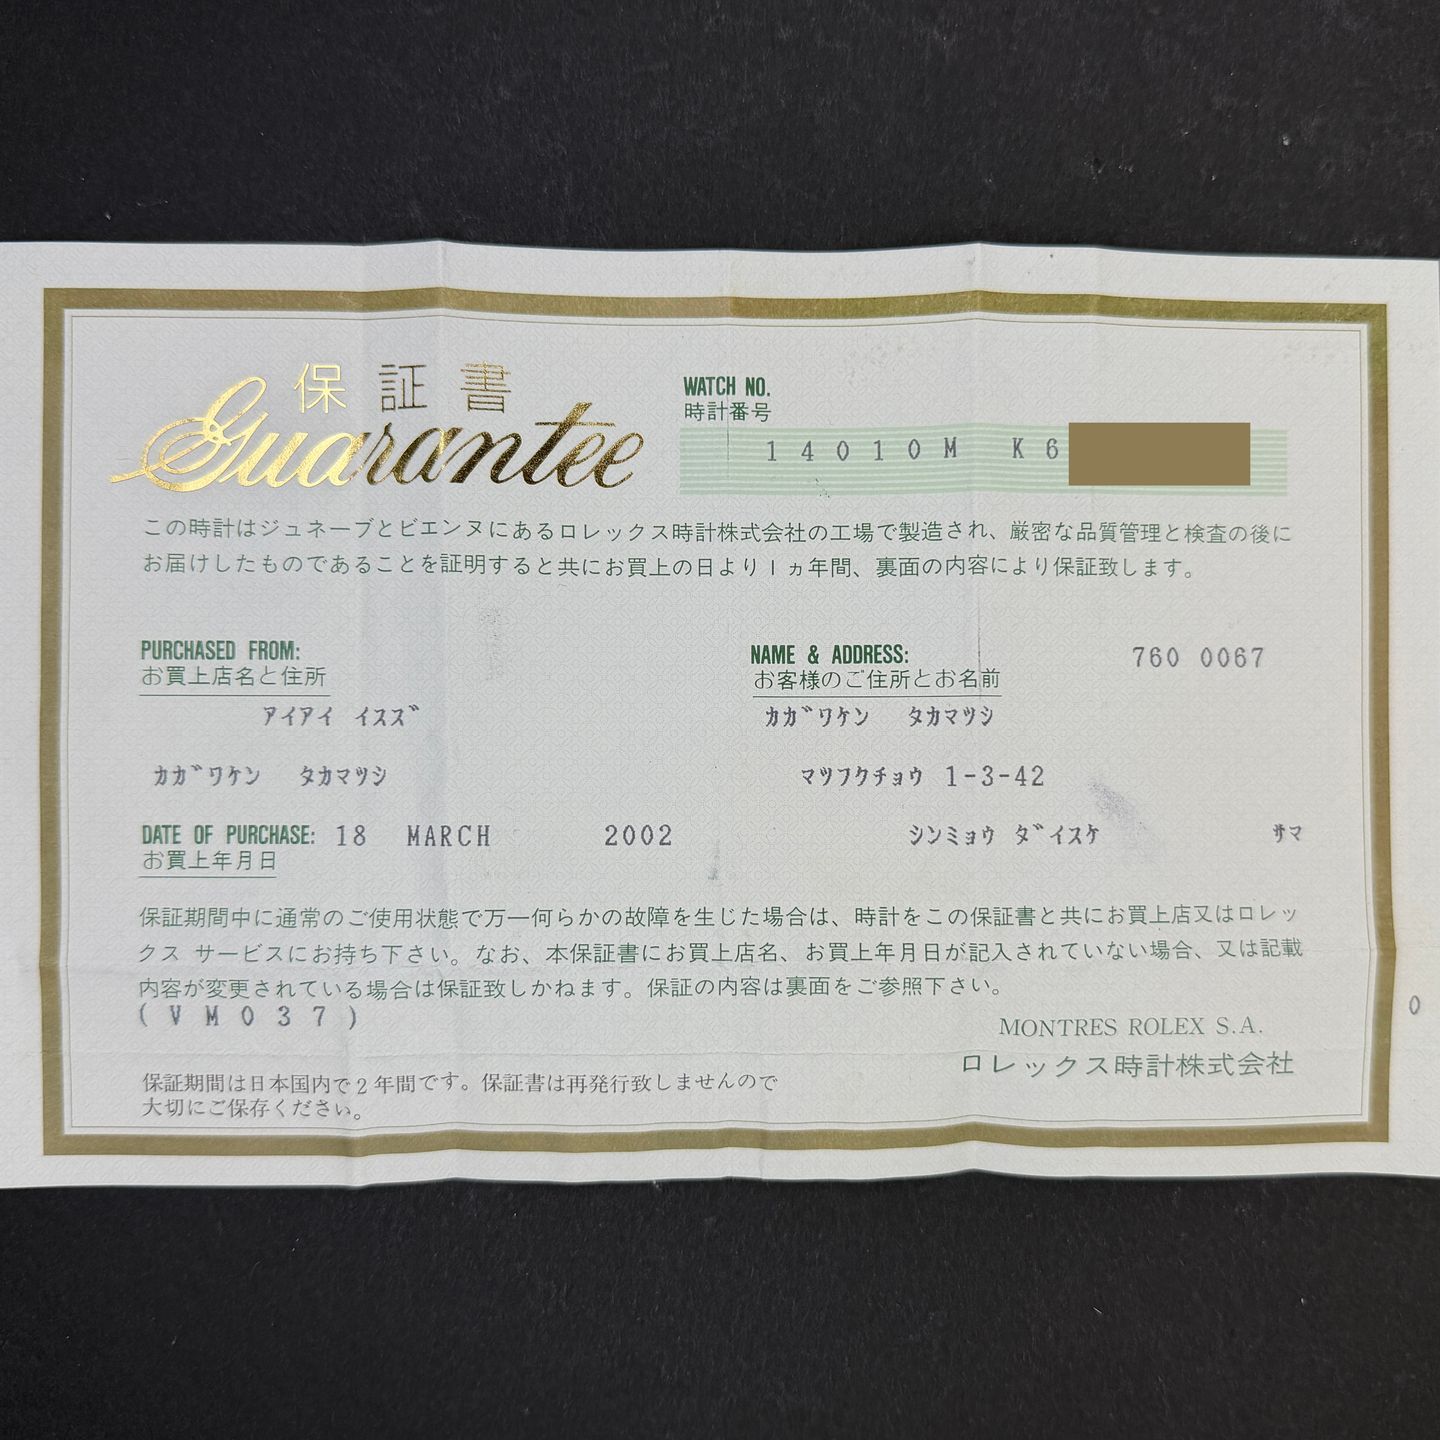 保証書
Guarantee
WATCH NO.
時計番号
14010M K6
この時計はジュネーブとビエンヌにあるロレックス時計株式会社の工場で製造され、厳密な品質管理と検査の後に
お届けしたものであることを証明すると共にお買上の日より1ヵ年間、裏面の内容により保証致します。
PURCHASED FROM:
お買上店名と住所
アイアイ イスズ
カガワケン タカマツシ
DATE OF PURCHASE: 18 MARCH 2002
お買上年月日
NAME & ADDRESS: 760 0067
お客様のご住所とお名前
カガワケン タカマツシ
マツフクチョウ 1-3-42
シンミョウ ダイスケ サマ
保証期間中に通常のご使用状態で万一何らかの故障を生じた場合は、時計をこの保証書と共にお買上店又はロレッ
クス サービスにお持ち下さい。なお、本保証書にお買上店名、お買上年月日が記入されていない場合、又は記載
内容が変更されている場合は保証致しかねます。保証の内容は裏面をご参照下さい。
(VM037)
MONTRES ROLEX S.A.
ロレックス時計株式会社
0
保証期間は日本国内で2年間です。保証書は再発行致しませんので
大切にご保存ください。